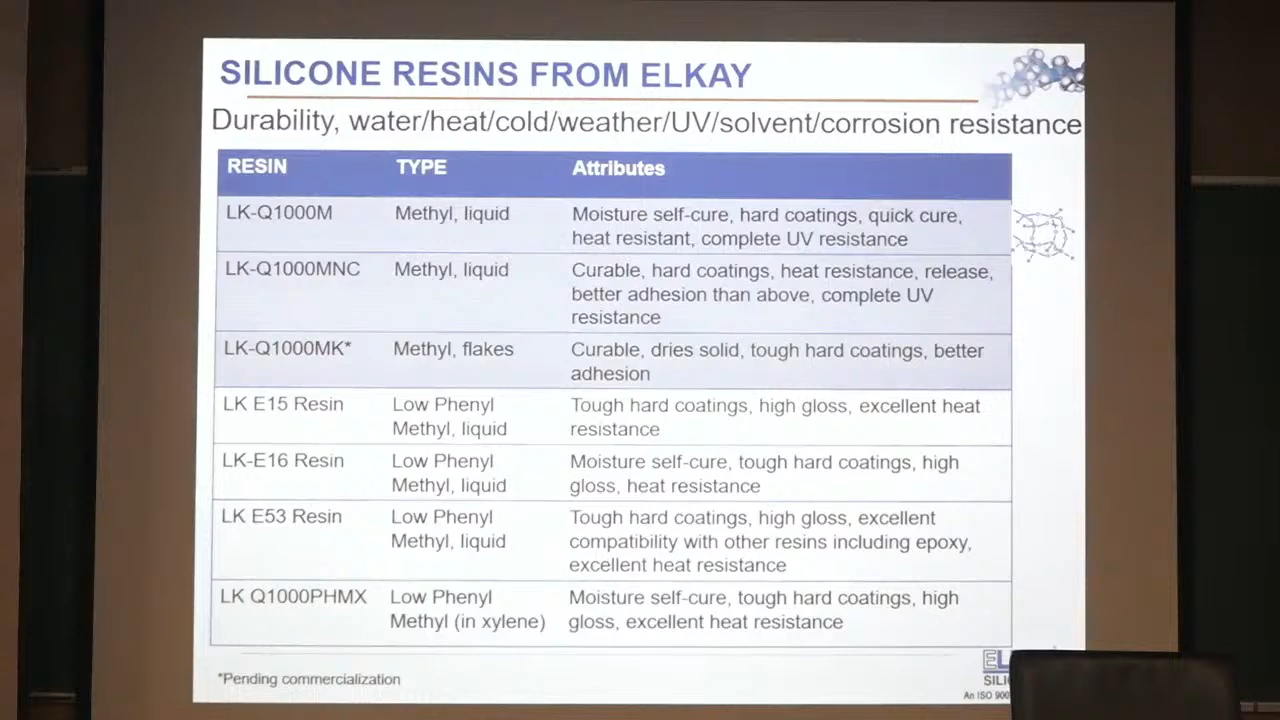 SILICONE RESINS FROM ELKAY
Durability, water/heat/cold/weather/UV/solvent/corrosion resistance
RESIN TYPE Attributes
LK-Q1000M Methyl, liquid Moisture self-cure, hard coatings, quick cure,
heat resistant, complete UV resistance
LK-Q1000MNC Methyl, liquid Curable, hard coatings, heat resistance, release,
better adhesion than above, complete UV
resistance
LK-Q1000MK* Methyl, flakes Curable, dries solid, tough hard coatings, better
adhesion
LK E15 Resin Low Phenyl Tough hard coatings, high gloss, excellent heat
Methyl, liquid resistance
LK-E16 Resin Low Phenyl Moisture self-cure, tough hard coatings, high
Methyl, liquid gloss, heat resistance
LK E53 Resin Low Phenyl Tough hard coatings, high gloss, excellent
Methyl, liquid compatibility with other resins including epoxy,
excellent heat resistance
LK Q1000PHMX Low Phenyl Moisture self-cure, tough hard coatings, high
Methyl (in xylene) gloss, excellent heat resistance
*Pending commercialization
EL
SILI
An ISO 900